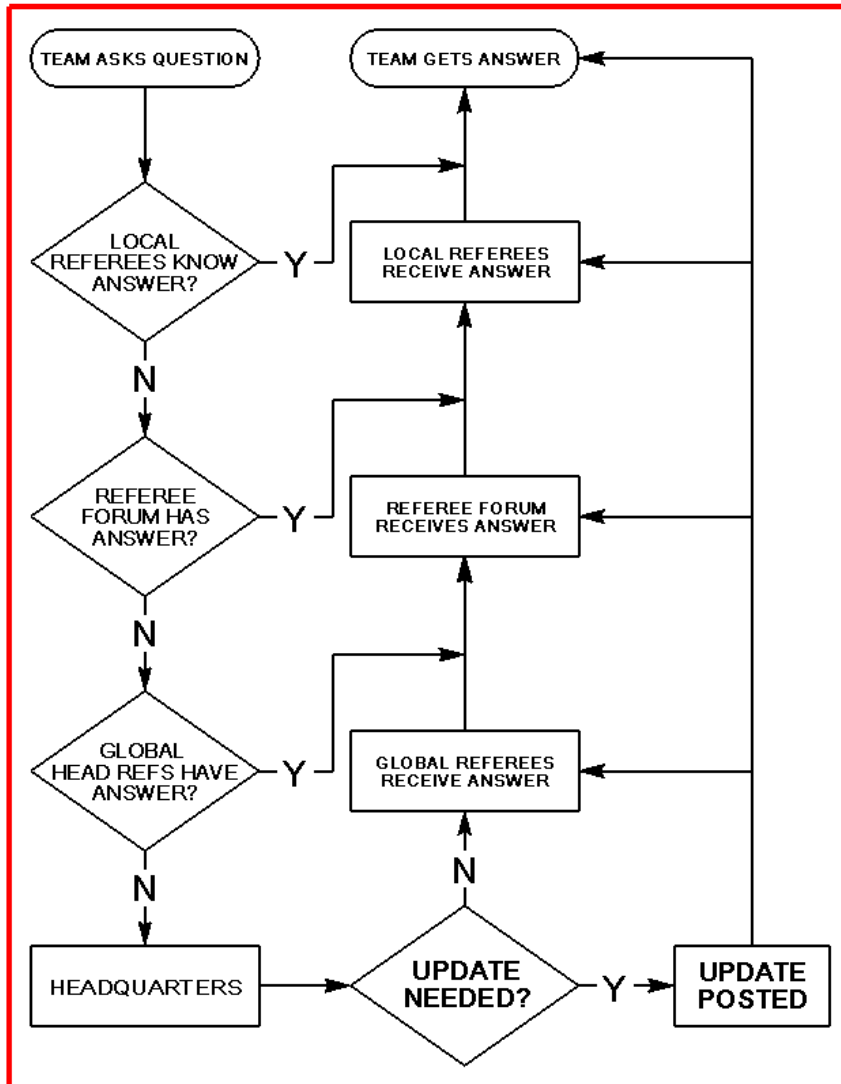 TEAM ASKS QUESTION
TEAM GETS ANSWER
LOCAL
REFEREES KNOW
ANSWER?
Y
LOCAL REFEREES
RECEIVE ANSWER
N
REFEREE
FORUM HAS
ANSWER?
Y
REFEREE FORUM
RECEIVES ANSWER
N
GLOBAL
HEAD REFS HAVE
ANSWER?
Y
GLOBAL REFEREES
RECEIVE ANSWER
N
N
HEADQUARTERS
UPDATE
NEEDED?
Y
UPDATE
POSTED